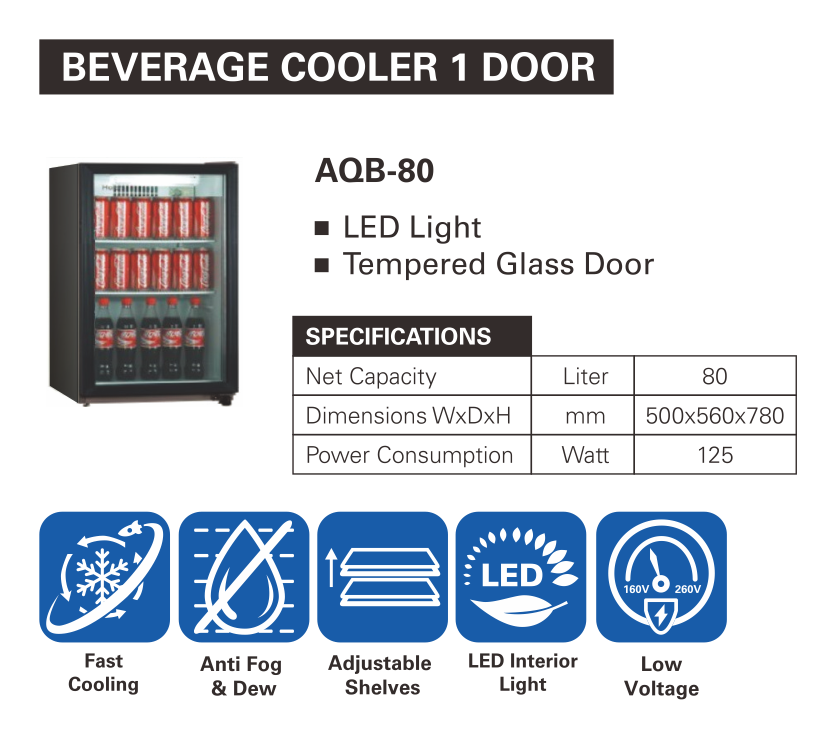 BEVERAGE COOLER 1 DOOR
AQB-80
■ LED Light
■ Tempered Glass Door
SPECIFICATIONS
Net Capacity Liter 80
Dimensions WxDxH mm 500x560x780
Power Consumption Watt 125
LED
160V 260V
Fast
Cooling
Anti Fog
& Dew
Adjustable
Shelves
LED Interior
Light
Low
Voltage